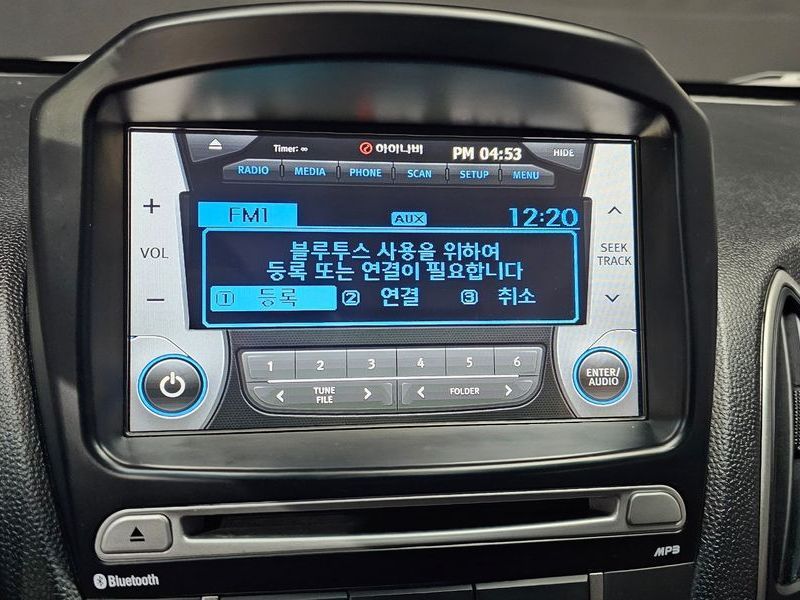 Timer: ∞ 아이나비 PM 04:53 HIDE
RADIO MEDIA PHONE SCAN SETUP MENU
FM1 AUX 12:20
+ VOL −
블루투스 사용을 위하여
등록 또는 연결이 필요합니다
1 등록 2 연결 3 취소
SEEK
TRACK
1 2 3 4 5 6
< TUNE FILE > < FOLDER >
ENTER/
AUDIO
MP3
Bluetooth